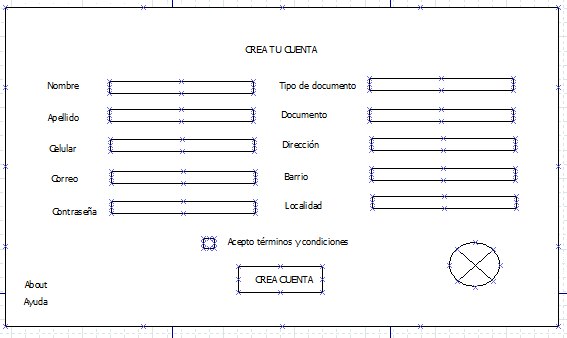 CREA TU CUENTA
Nombre
Tipo de documento
Apellido
Documento
Celular
Dirección
Correo
Barrio
Contraseña
Localidad
Acepto términos y condiciones
CREA CUENTA
About
Ayuda